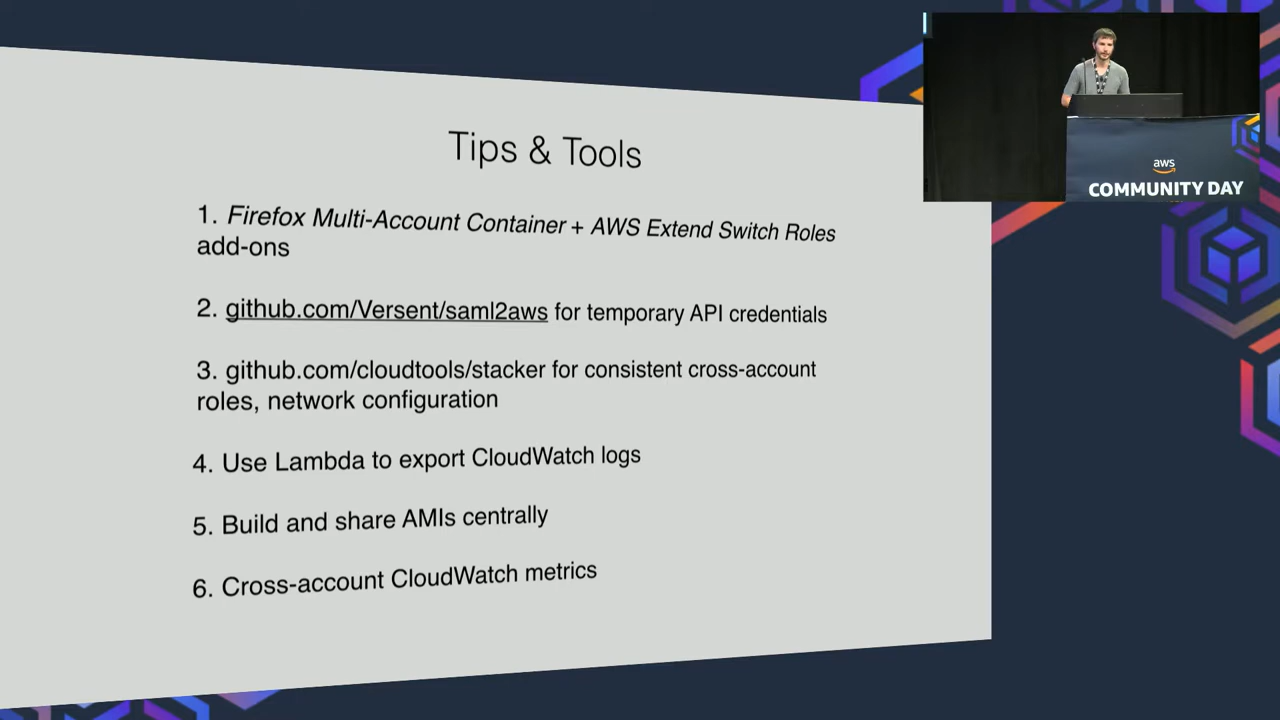 Tips & Tools
1. Firefox Multi-Account Container + AWS Extend Switch Roles
add-ons
2. github.com/Versent/saml2aws for temporary API credentials
3. github.com/cloudtools/stacker for consistent cross-account
roles, network configuration
4. Use Lambda to export CloudWatch logs
5. Build and share AMIs centrally
6. Cross-account CloudWatch metrics
aws
COMMUNITY DAY